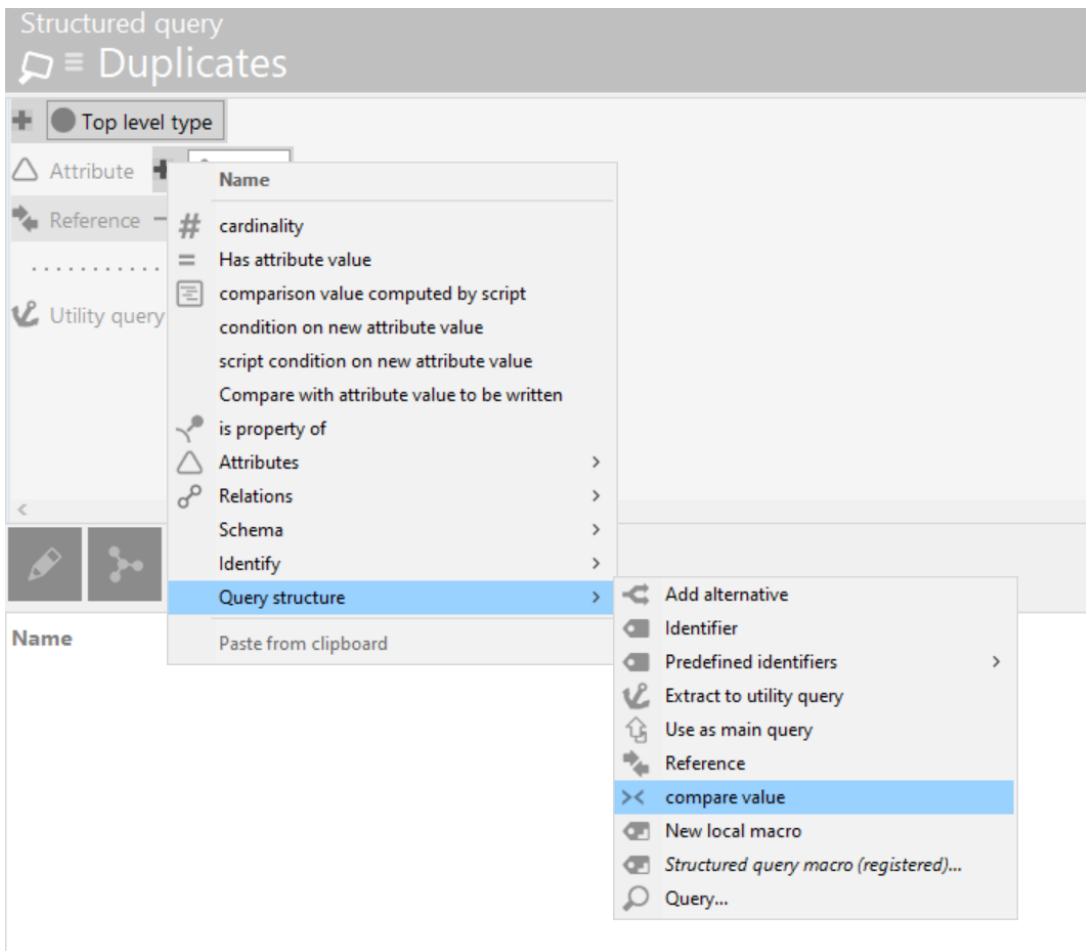 Structured query
Duplicates
Top level type
Attribute
Name
Reference
cardinality
Has attribute value
comparison value computed by script
Utility query
condition on new attribute value
script condition on new attribute value
Compare with attribute value to be written
is property of
Attributes
Relations
Schema
Identify
Query structure
Paste from clipboard
Name
Add alternative
Identifier
Predefined identifiers
Extract to utility query
Use as main query
Reference
compare value
New local macro
Structured query macro (registered)...
Query...